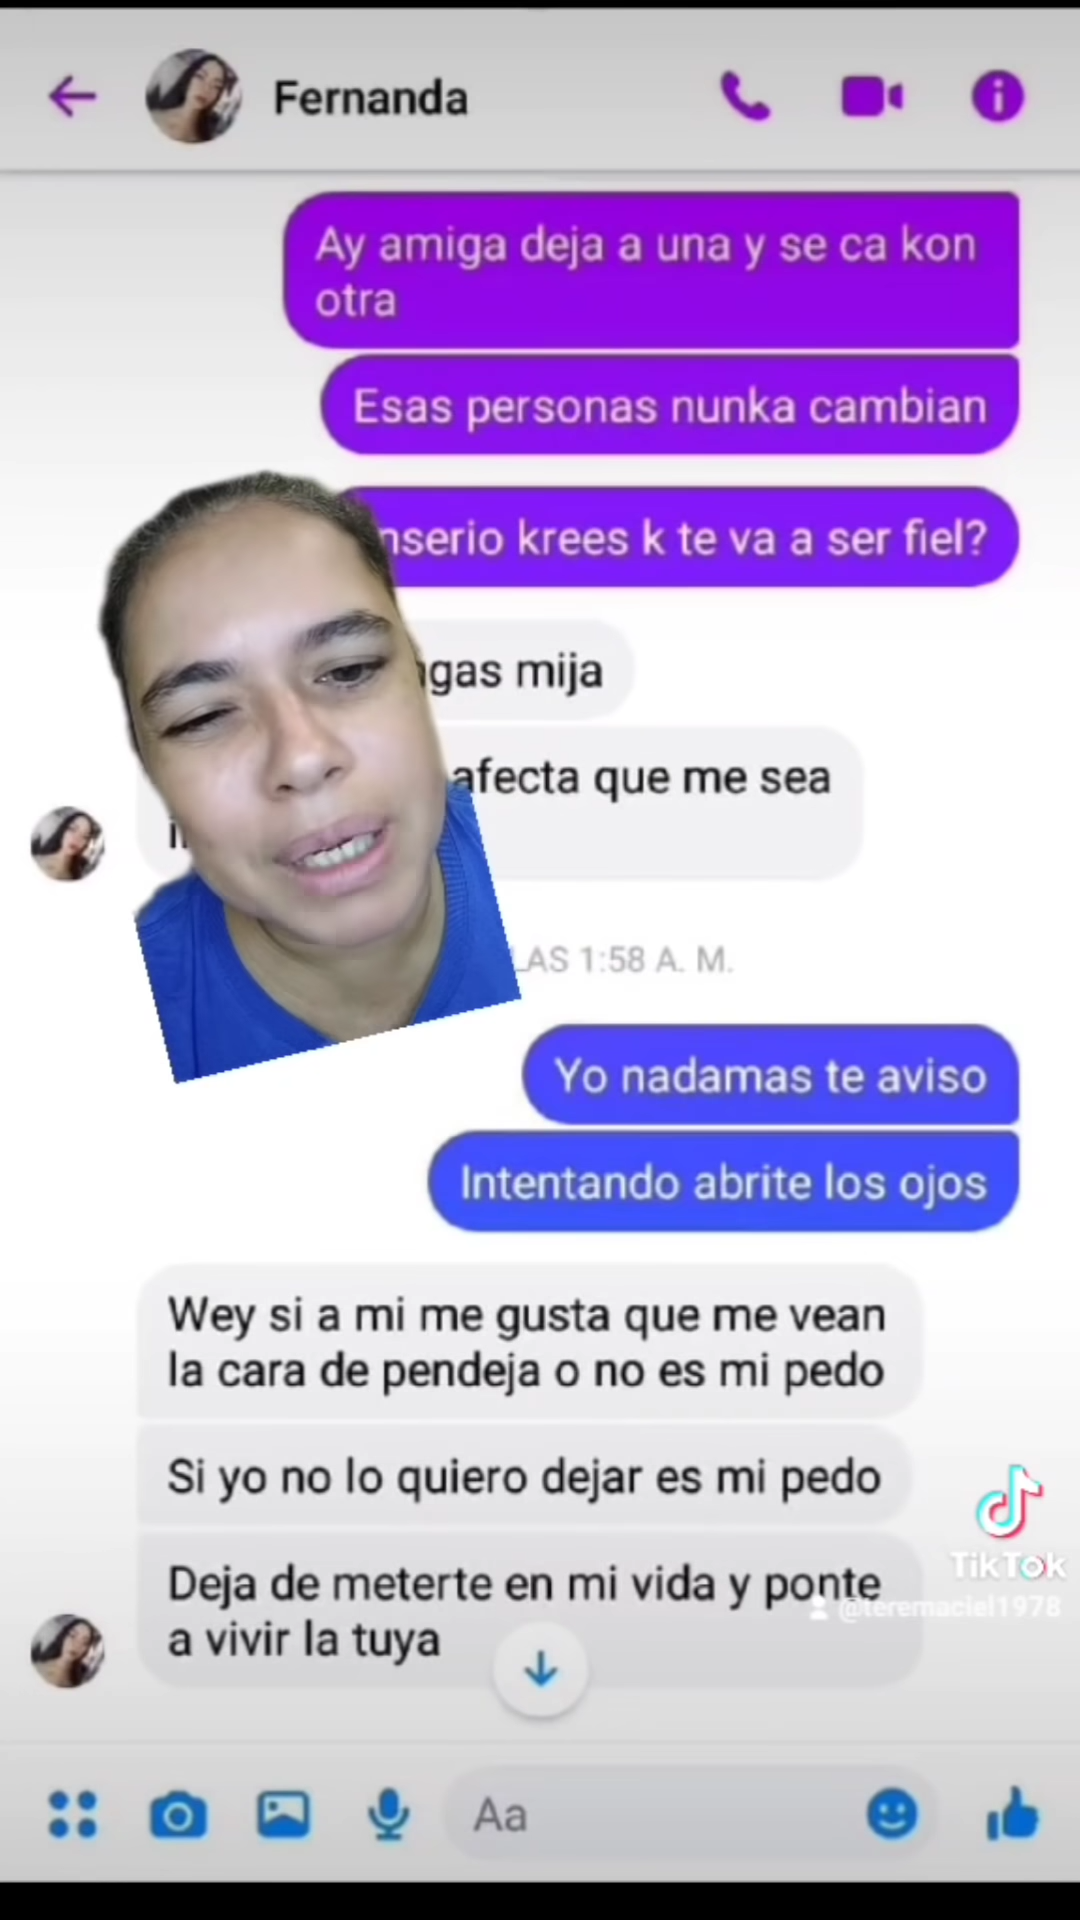 Fernanda
Ay amiga deja a una y se ca kon
otra
Esas personas nunka cambian
nserio krees k te va a ser fiel?
gas mija
afecta que me sea
LAS 1:58 A. M.
Yo nadamas te aviso
Intentando abrite los ojos
Wey si a mi me gusta que me vean
la cara de pendeja o no es mi pedo
Si yo no lo quiero dejar es mi pedo
Deja de meterte en mi vida y ponte
a vivir la tuya
TikTok
@teremaciel1978
Aa